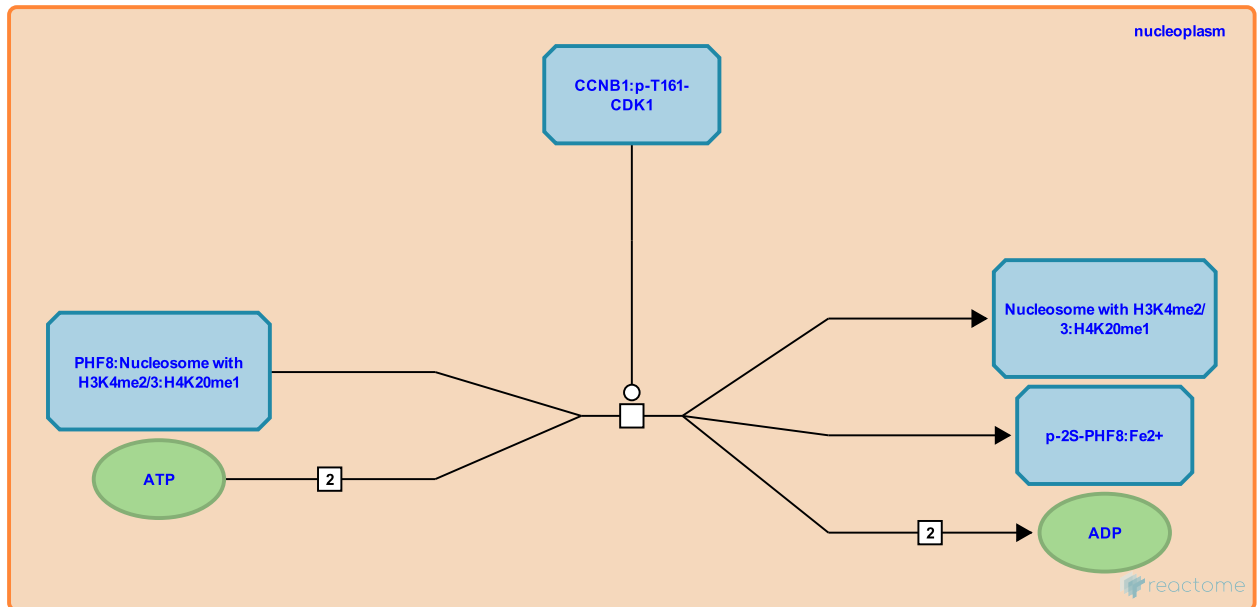 nucleoplasm
CCNB1:p-T161-
CDK1
Nucleosome with H3K4me2/
3:H4K20me1
PHF8:Nucleosome with
H3K4me2/3:H4K20me1
p-2S-PHF8:Fe2+
ATP
2
2
ADP
reactome